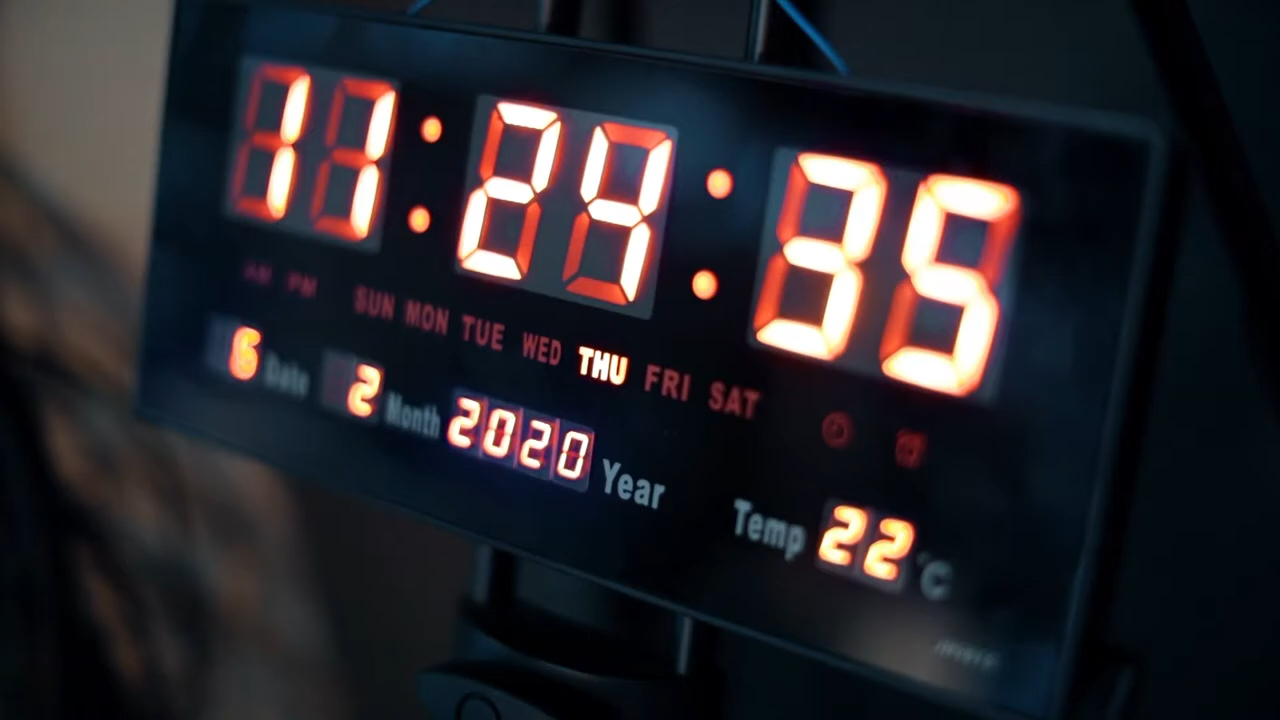 11:24:35
AM PM SUN MON TUE WED THU FRI SAT
6 Date 2 Month 2020 Year
Temp 22 °C